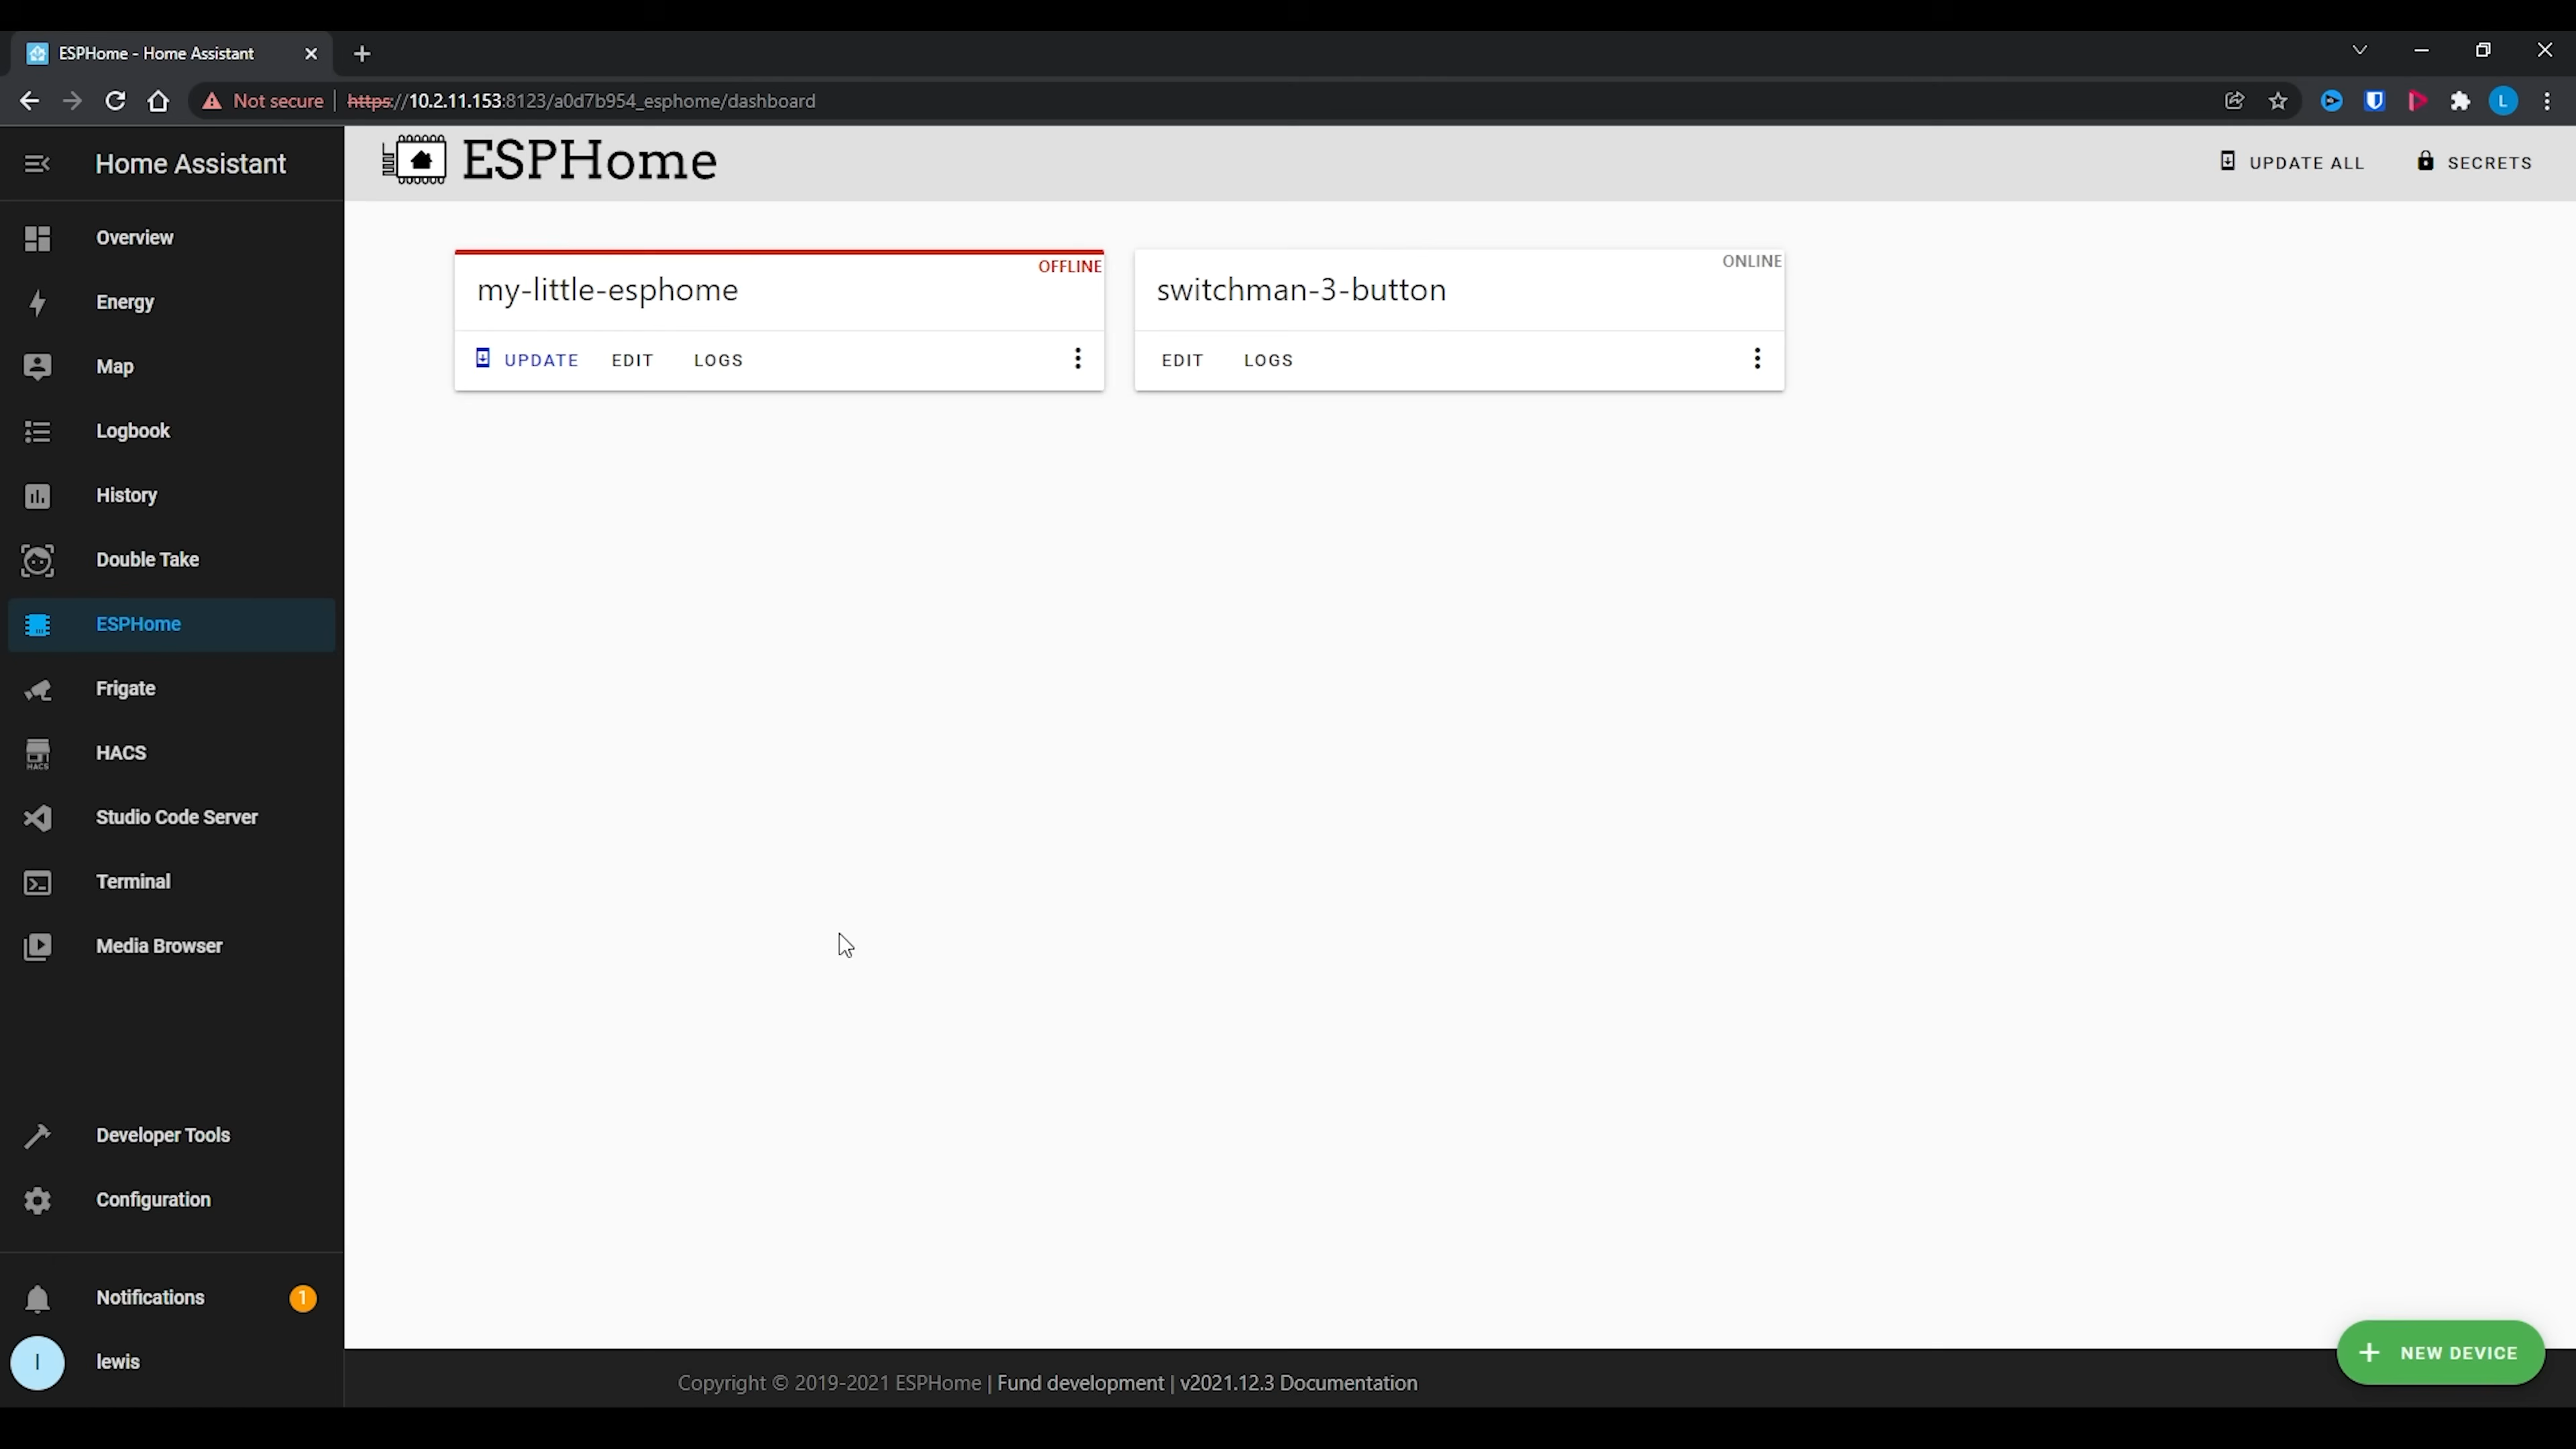 ESPHome - Home Assistant
Not secure | https://10.2.11.153:8123/a0d7b954_esphome/dashboard
L
Home Assistant
Overview
Energy
Map
Logbook
History
Double Take
ESPHome
Frigate
HACS
HACS
Studio Code Server
Terminal
Media Browser
Developer Tools
Configuration
Notifications 1
l lewis
ESPHome
UPDATE ALL SECRETS
OFFLINE
my-little-esphome
UPDATE EDIT LOGS
ONLINE
switchman-3-button
EDIT LOGS
NEW DEVICE
Copyright © 2019-2021 ESPHome | Fund development | v2021.12.3 Documentation